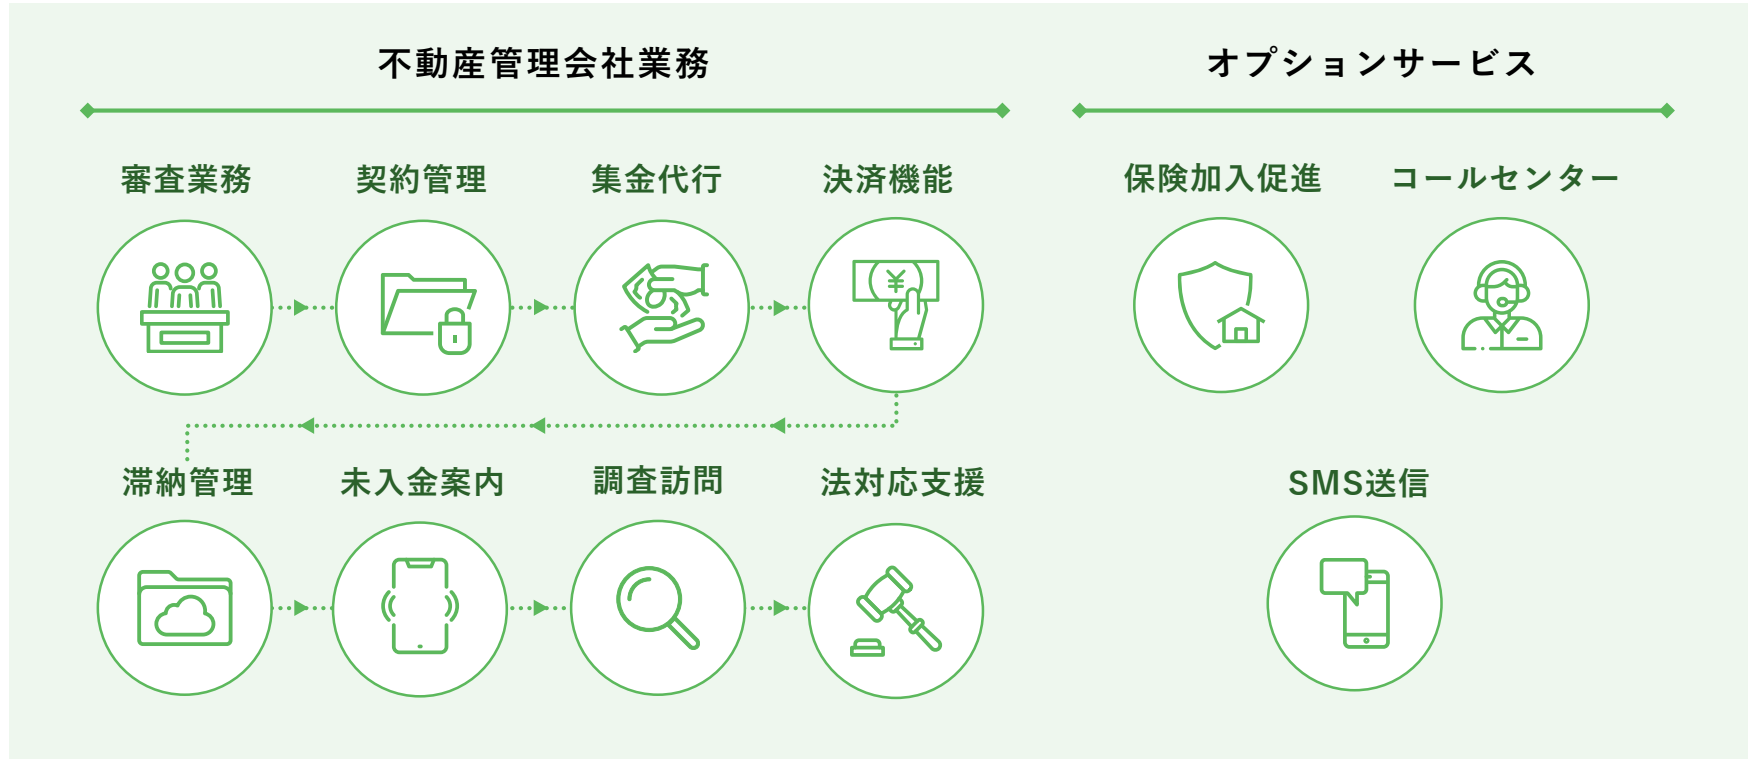 不動産管理会社業務
オプションサービス
審査業務
契約管理
集金代行
決済機能
保険加入促進
コールセンター
¥
滞納管理
未入金案内
調査訪問
法対応支援
SMS送信